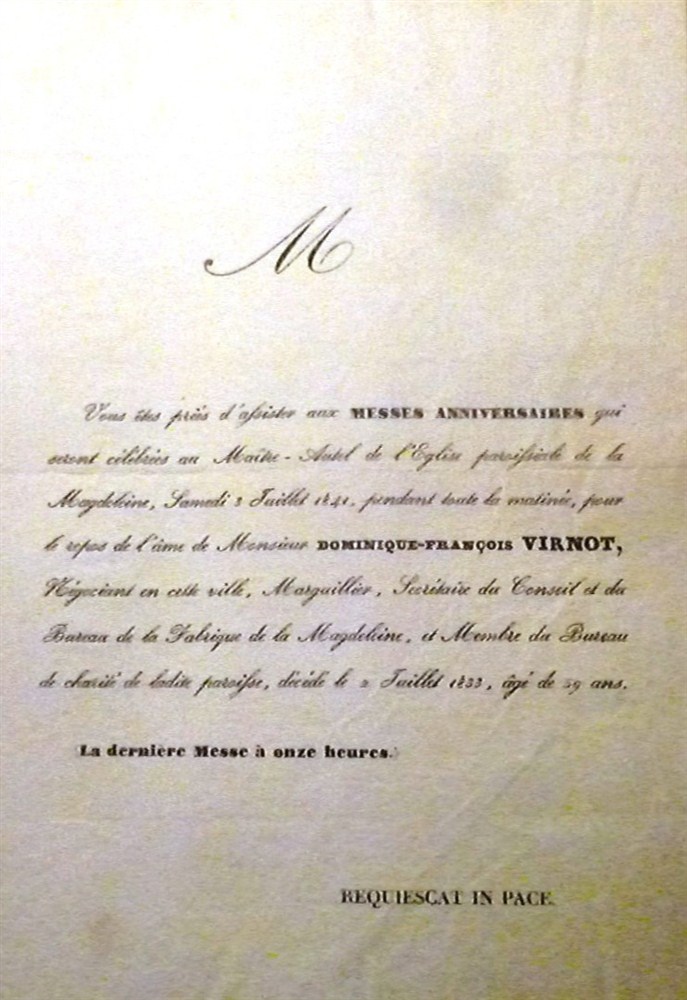 M
Vous êtes priés d'aſsister aux MESSES ANNIVERSAIRES qui
seront célébrées au Maître-Autel de l'Eglise paroiſsiale de la
Magdeleine, Samedi 3 Juillet 1841, pendant toute la matinée, pour
le repos de l'âme de Monsieur DOMINIQUE-FRANÇOIS VIRNOT,
Négociant en cette ville, Marguillier, Secrétaire du Conseil et du
Bureau de la Fabrique de la Magdeleine, et Membre du Bureau
de charité de ladite paroiſse, décédé le 2 Juillet 1833, âgé de 59 ans.
(La dernière Messe à onze heures.)
REQUIESCAT IN PACE.